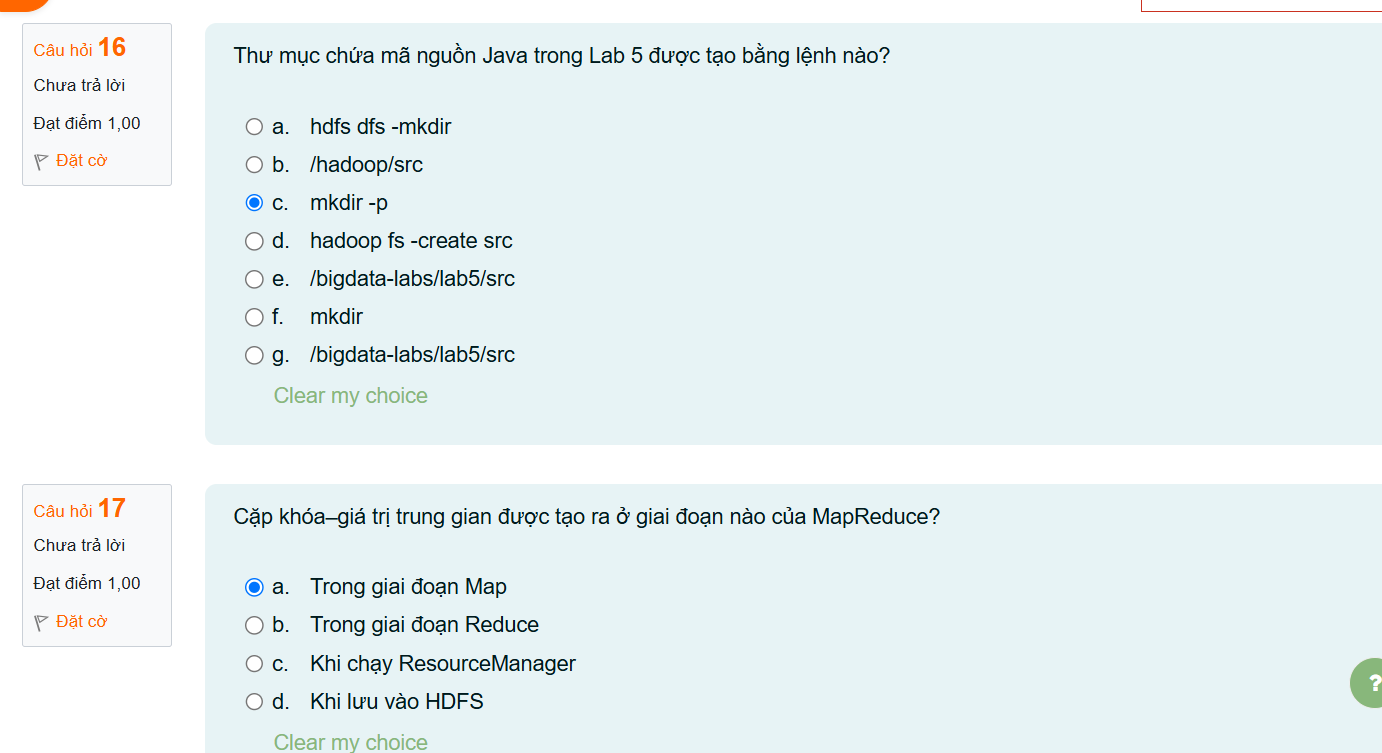 Câu hỏi 16
Chưa trả lời
Đạt điểm 1,00
Đặt cờ
Thư mục chứa mã nguồn Java trong Lab 5 được tạo bằng lệnh nào?
a. hdfs dfs -mkdir
b. /hadoop/src
c. mkdir -p
d. hadoop fs -create src
e. /bigdata-labs/lab5/src
f. mkdir
g. /bigdata-labs/lab5/src
Clear my choice
Câu hỏi 17
Chưa trả lời
Đạt điểm 1,00
Đặt cờ
Cặp khóa–giá trị trung gian được tạo ra ở giai đoạn nào của MapReduce?
a. Trong giai đoạn Map
b. Trong giai đoạn Reduce
c. Khi chạy ResourceManager
d. Khi lưu vào HDFS
Clear my choice
?